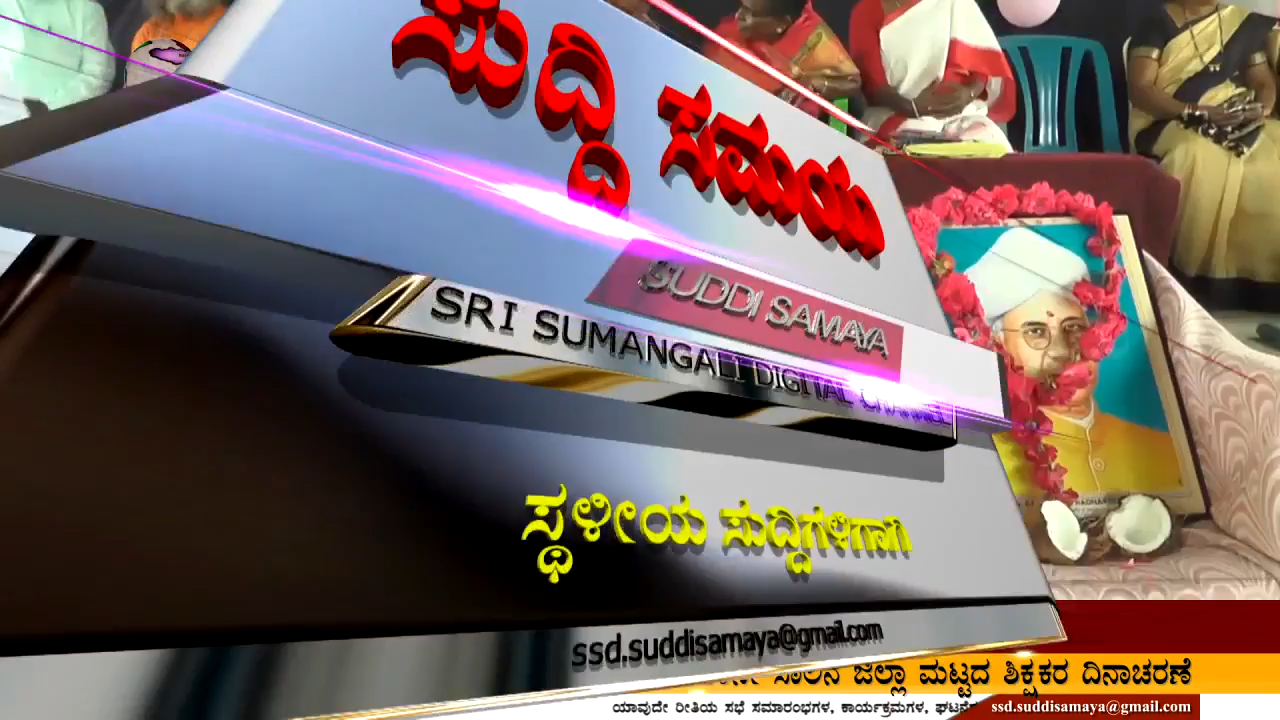 ಸುದ್ದಿ ಸಮಯ
SUDDI SAMAYA
SRI SUMANGALI DIGITAL CHANNEL
ಸ್ಥಳೀಯ ಸುದ್ದಿಗಳಿಗಾಗಿ
ssd.suddisamaya@gmail.com
ಸಾಲಿನ ಜಿಲ್ಲಾ ಮಟ್ಟದ ಶಿಕ್ಷಕರ ದಿನಾಚರಣೆ
ಯಾವುದೇ ರೀತಿಯ ಸಭೆ ಸಮಾರಂಭಗಳ, ಕಾರ್ಯಕ್ರಮಗಳ,
ssd.suddisamaya@gmail.com